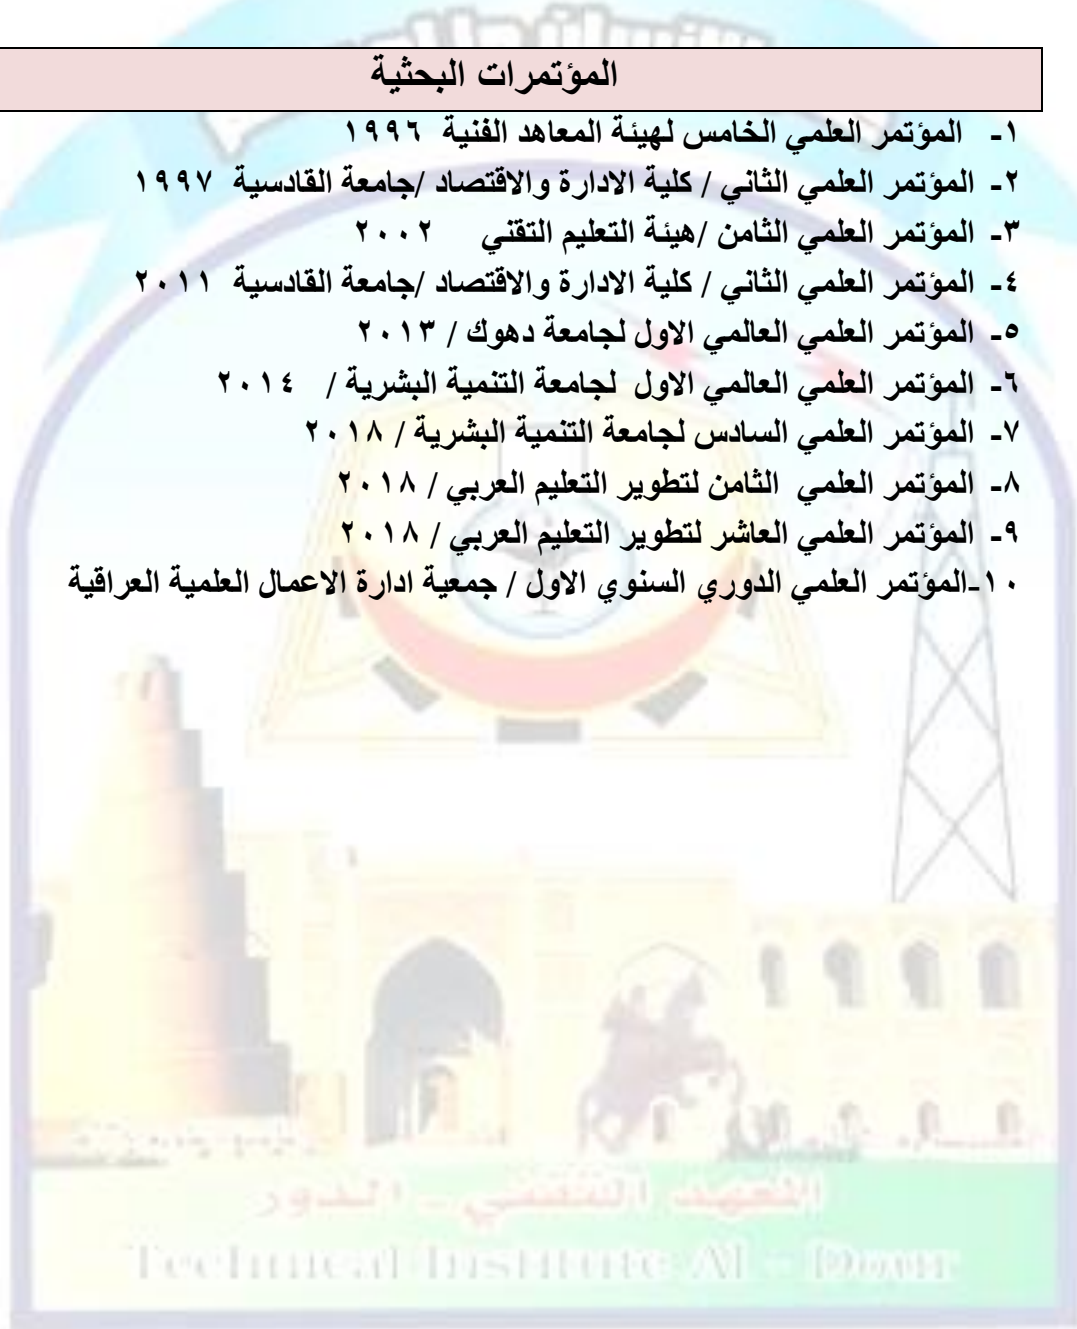 المؤتمرات البحثية
١- المؤتمر العلمي الخامس لهيئة المعاهد الفنية ١٩٩٦
٢- المؤتمر العلمي الثاني / كلية الادارة والاقتصاد /جامعة القادسية ١٩٩٧
٣- المؤتمر العلمي الثامن /هيئة التعليم التقني ٢٠٠٢
٤- المؤتمر العلمي الثاني / كلية الادارة والاقتصاد /جامعة القادسية ٢٠١١
٥- المؤتمر العلمي العالمي الاول لجامعة دهوك / ٢٠١٣
٦- المؤتمر العلمي العالمي الاول لجامعة التنمية البشرية / ٢٠١٤
٧- المؤتمر العلمي السادس لجامعة التنمية البشرية / ٢٠١٨
٨- المؤتمر العلمي الثامن لتطوير التعليم العربي / ٢٠١٨
٩- المؤتمر العلمي العاشر لتطوير التعليم العربي / ٢٠١٨
١٠-المؤتمر العلمي الدوري السنوي الاول / جمعية ادارة الاعمال العلمية العراقية
المعهد التقني - الدور
Technical Institute Al - Dour